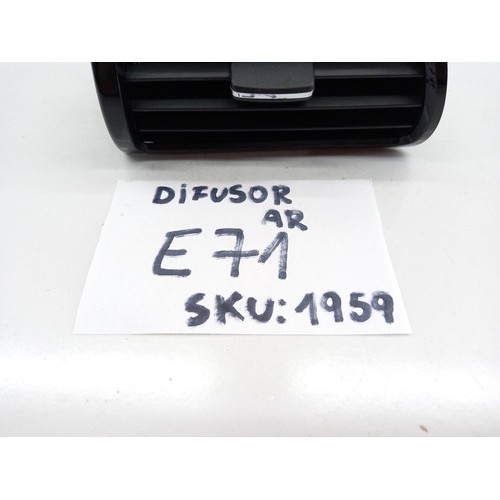 DiFUSOR
AR
E71
SKU: 1959